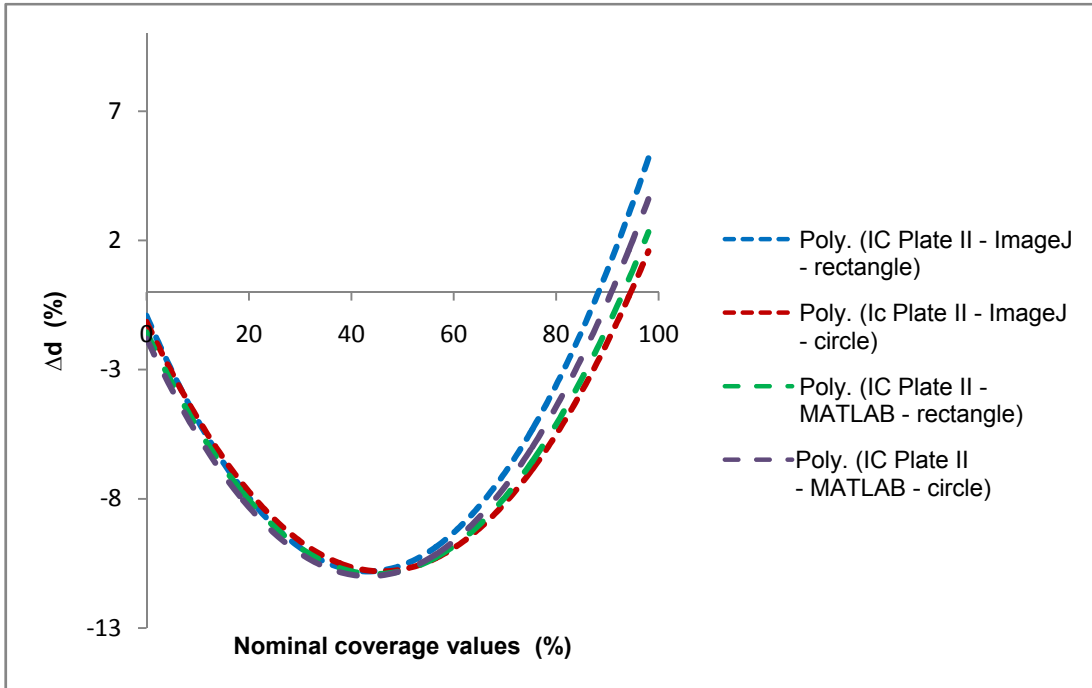 7
2
-3
-8
-13
0
20
40
60
80
100
Δd (%)
Nominal coverage values (%)
Poly. (IC Plate II - ImageJ
- rectangle)
Poly. (Ic Plate II - ImageJ
- circle)
Poly. (IC Plate II -
MATLAB - rectangle)
Poly. (IC Plate II
- MATLAB - circle)